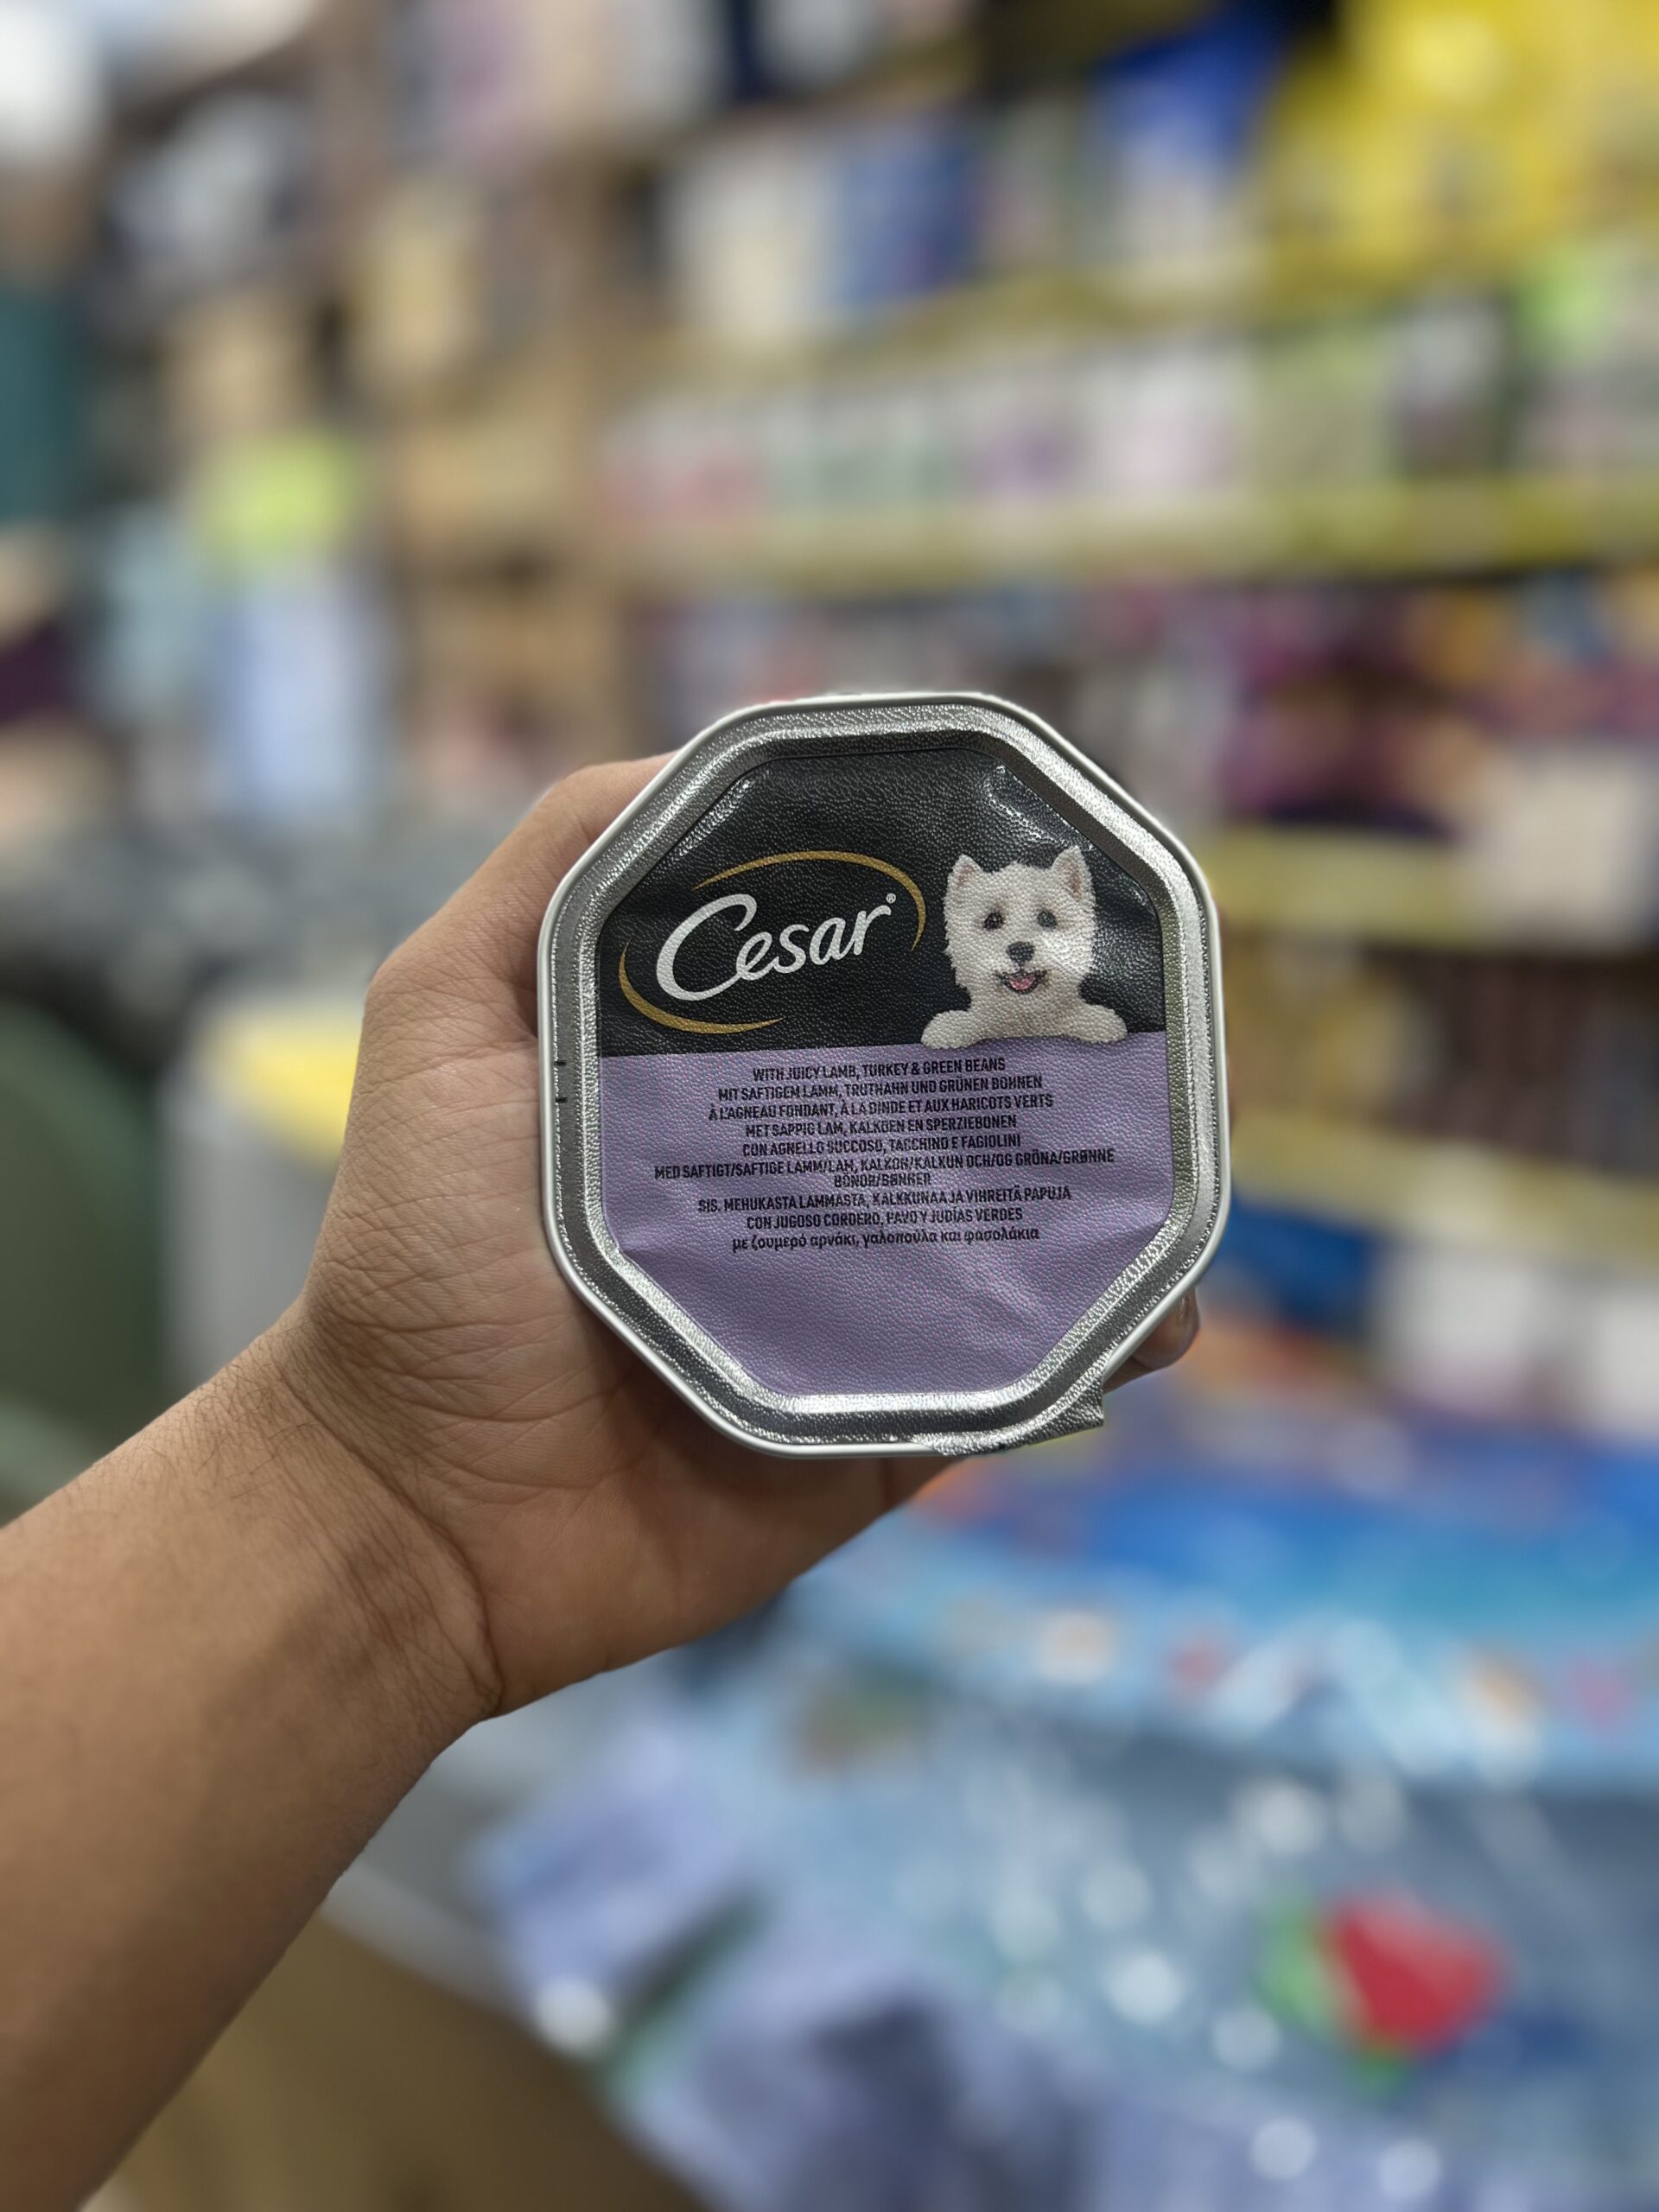 Cesar®
WITH JUICY LAMB, TURKEY & GREEN BEANS
MIT SAFTIGEM LAMM, TRUTHAHN UND GRÜNEN BOHNEN
À L'AGNEAU FONDANT, À LA DINDE ET AUX HARICOTS VERTS
MET SAPPIG LAM, KALKOEN EN SPERZIEBONEN
CON AGNELLO SUCCOSO, TACCHINO E FAGIOLINI
MED SAFTIGT/SAFTIGE LAMM/LAM, KALKON/KALKUN OCH/OG GRÖNA/GRØNNE
BÖNOR/BØNNER
SIS. MEHUKASTA LAMMASTA, KALKKUNAA JA VIHREITÄ PAPUJA
CON JUGOSO CORDERO, PAVO Y JUDÍAS VERDES
με ζουμερό αρνάκι, γαλοπούλα και φασολάκια